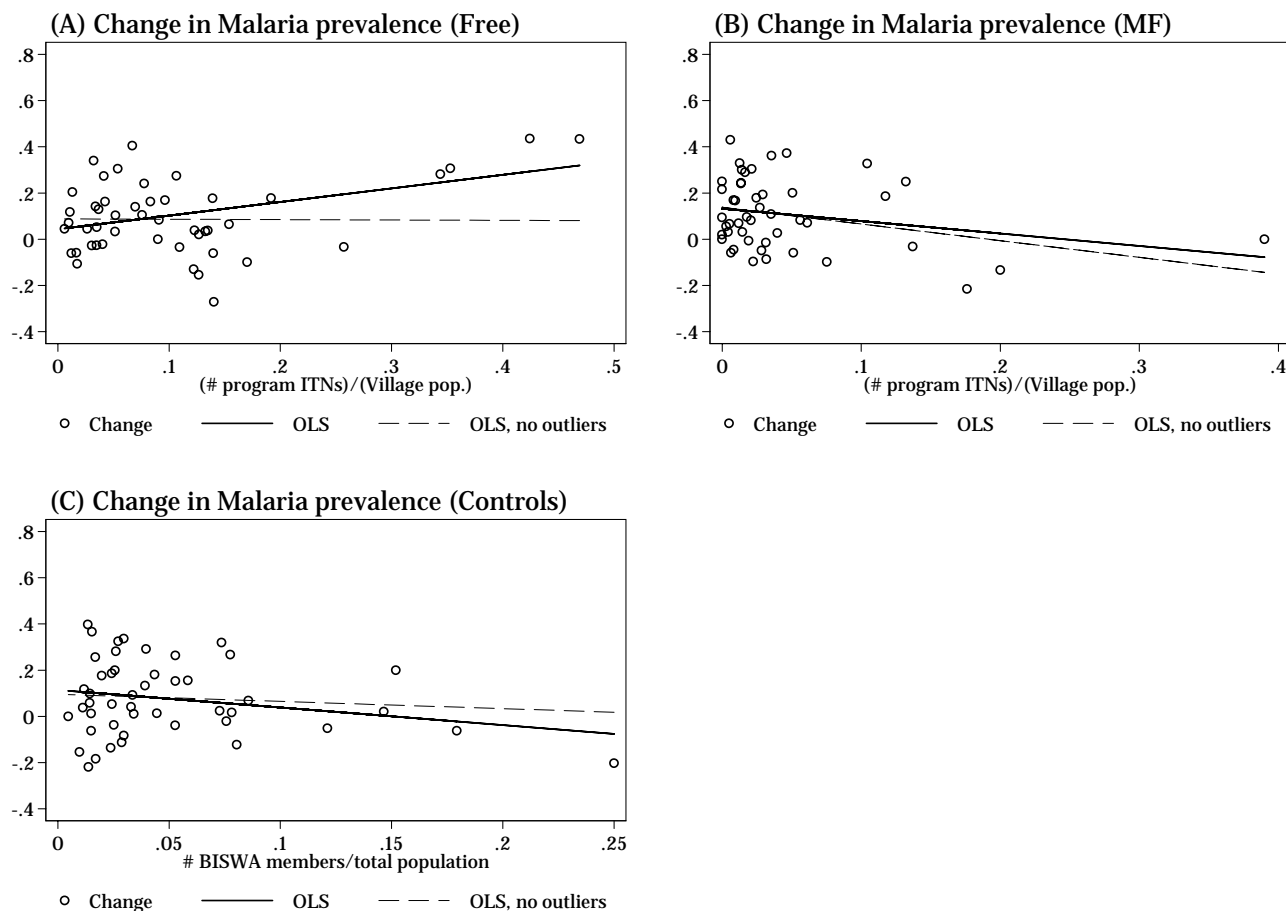 (A) Change in Malaria prevalence (Free)
.8
.6
.4
.2
0
-.2
-.4
0 .1 .2 .3 .4 .5
(# program ITNs)/(Village pop.)
Change OLS OLS, no outliers
(B) Change in Malaria prevalence (MF)
.8
.6
.4
.2
0
-.2
-.4
0 .1 .2 .3 .4
(# program ITNs)/(Village pop.)
Change OLS OLS, no outliers
(C) Change in Malaria prevalence (Controls)
.8
.6
.4
.2
0
-.2
-.4
0 .05 .1 .15 .2 .25
# BISWA members/total population
Change OLS OLS, no outliers